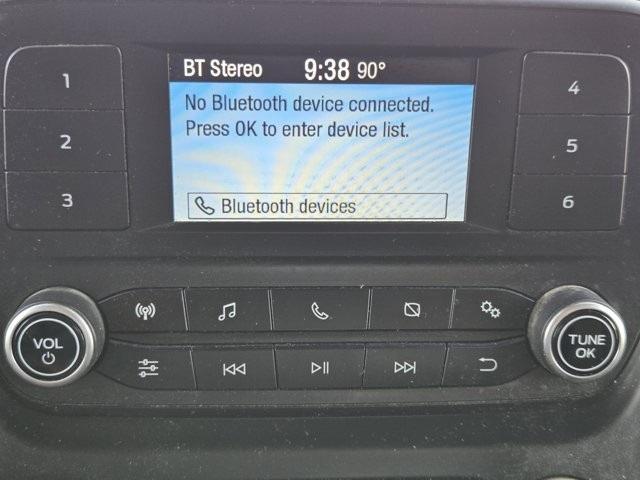 BT Stereo 9:38 90°
No Bluetooth device connected.
Press OK to enter device list.
Bluetooth devices
1
2
3
4
5
6
VOL
TUNE
OK